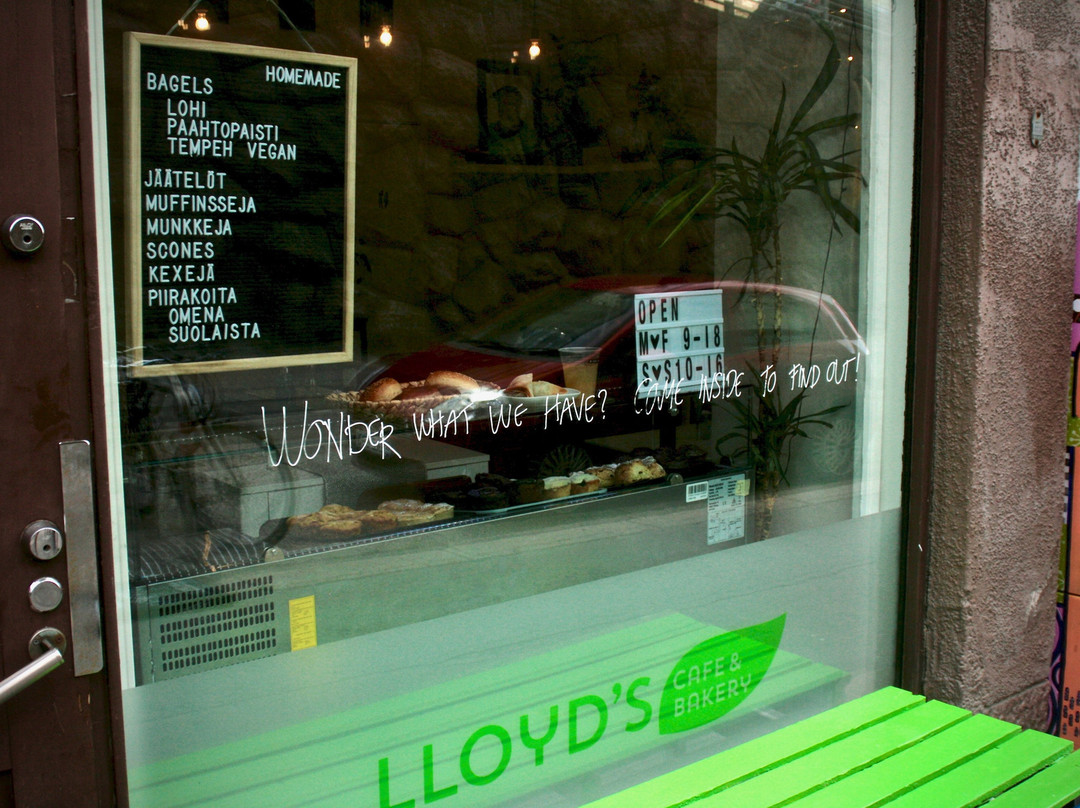 HOMEMADE
BAGELS
LOHI
PAAHTOPAISTI
TEMPEH VEGAN
JÄÄTELÖT
MUFFINSSEJA
MUNKKEJA
SCONES
KEXEJÄ
PIIRAKOITA
OMENA
SUOLAISTA
OPEN
M♥F 9-18
S♥S10-16
WONDER WHAT WE HAVE? COME INSIDE TO FIND OUT!
LLOYD'S
CAFE &
BAKERY